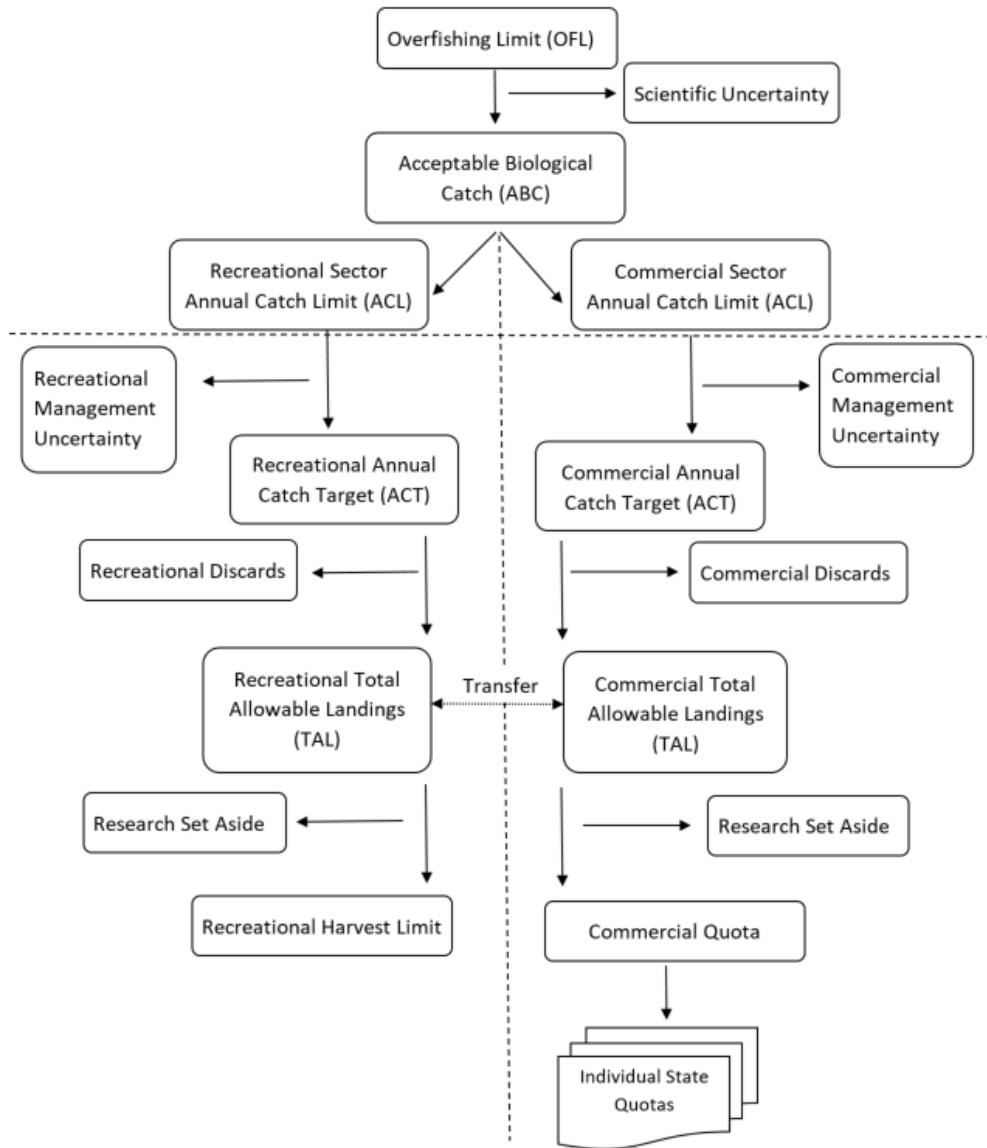 Overfishing Limit (OFL)
Scientific Uncertainty
Acceptable Biological
Catch (ABC)
Recreational Sector
Annual Catch Limit (ACL)
Commercial Sector
Annual Catch Limit (ACL)
Recreational
Management
Uncertainty
Commercial
Management
Uncertainty
Recreational Annual
Catch Target (ACT)
Commercial Annual
Catch Target (ACT)
Recreational Discards
Commercial Discards
Recreational Total
Allowable Landings
(TAL)
Transfer
Commercial Total
Allowable Landings
(TAL)
Research Set Aside
Research Set Aside
Recreational Harvest Limit
Commercial Quota
Individual State
Quotas